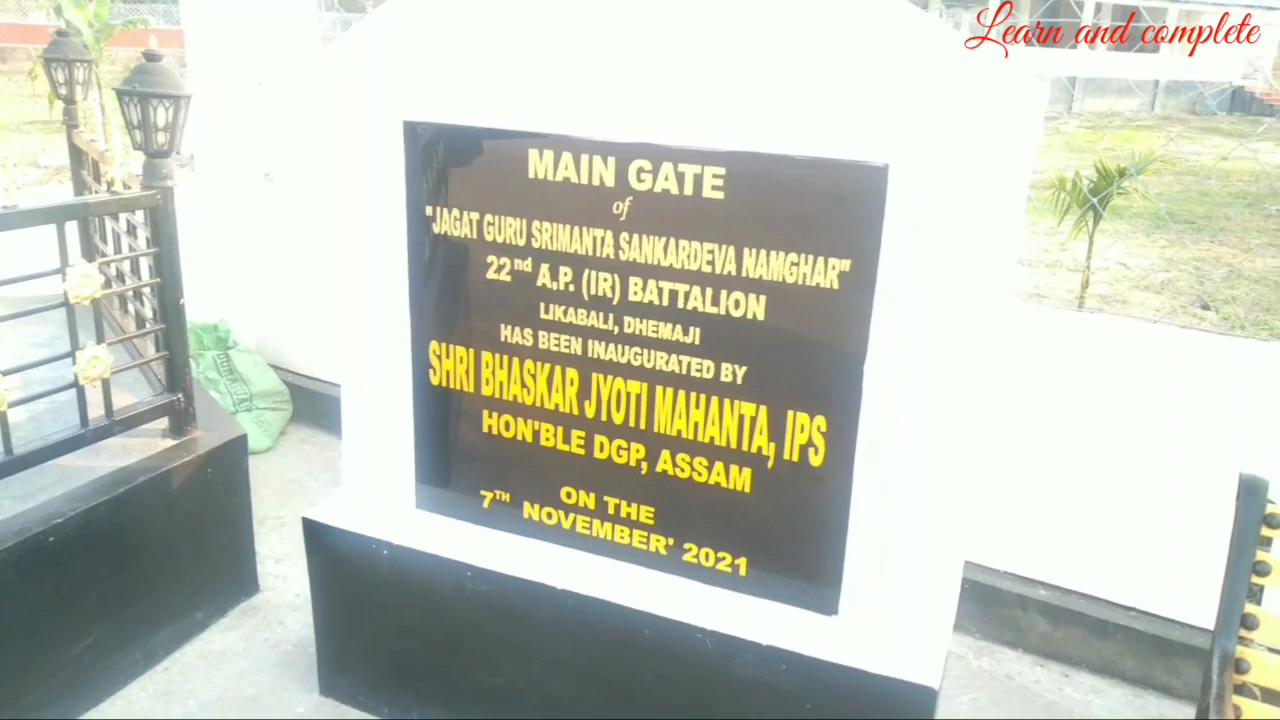 Learn and complete
MAIN GATE
of
"JAGAT GURU SRIMANTA SANKARDEVA NAMGHAR"
22nd A.P. (IR) BATTALION
LIKABALI, DHEMAJI
HAS BEEN INAUGURATED BY
SHRI BHASKAR JYOTI MAHANTA, IPS
HON'BLE DGP, ASSAM
ON THE
7TH NOVEMBER' 2021